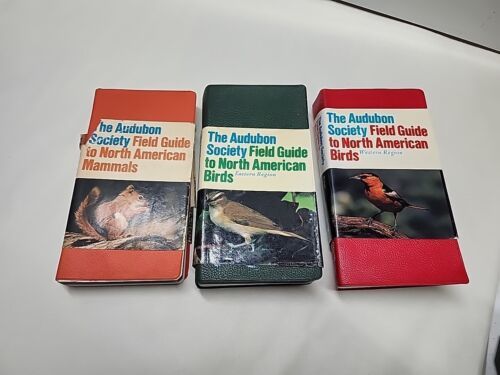 The Audubon
Society Field Guide
to North American
Mammals
The Audubon
Society Field Guide
to North American
Birds Eastern Region
The Audubon
Society Field Guide
to North American
Birds Western Region